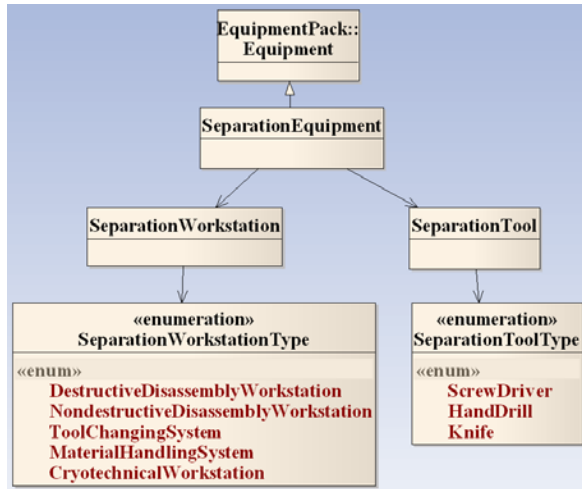 EquipmentPack::
Equipment
SeparationEquipment
SeparationWorkstation
SeparationTool
«enumeration»
SeparationWorkstationType
«enum»
DestructiveDisassemblyWorkstation
NondestructiveDisassemblyWorkstation
ToolChangingSystem
MaterialHandlingSystem
CryotechnicalWorkstation
«enumeration»
SeparationToolType
«enum»
ScrewDriver
HandDrill
Knife